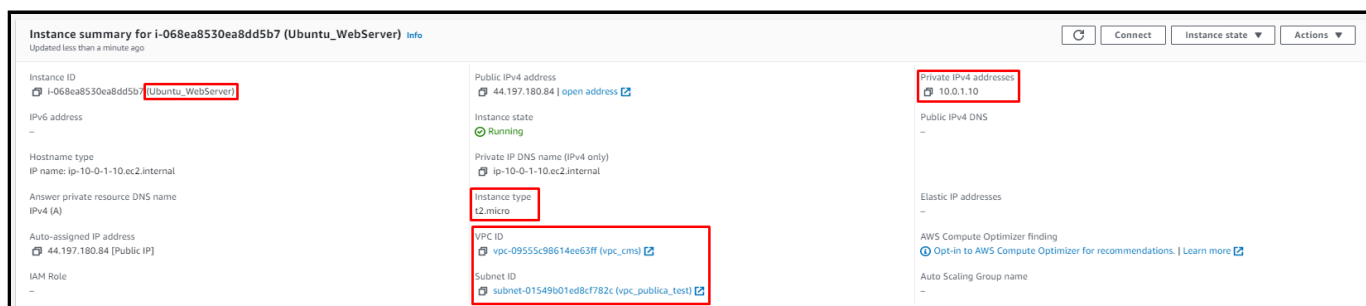 Instance summary for i-068ea8530ea8dd5b7 (Ubuntu_WebServer) Info
Updated less than a minute ago
Connect
Instance state ▼
Actions ▼
Instance ID
i-068ea8530ea8dd5b7 (Ubuntu_WebServer)
Public IPv4 address
44.197.180.84 | open address
Private IPv4 addresses
10.0.1.10
IPv6 address
–
Instance state
Running
Public IPv4 DNS
–
Hostname type
IP name: ip-10-0-1-10.ec2.internal
Private IP DNS name (IPv4 only)
ip-10-0-1-10.ec2.internal
Answer private resource DNS name
IPv4 (A)
Instance type
t2.micro
Elastic IP addresses
–
Auto-assigned IP address
44.197.180.84 [Public IP]
VPC ID
vpc-09555c98614ee63ff (vpc_cms)
AWS Compute Optimizer finding
Opt-in to AWS Compute Optimizer for recommendations. | Learn more
IAM Role
–
Subnet ID
subnet-01549b01ed8cf782c (vpc_publica_test)
Auto Scaling Group name
–